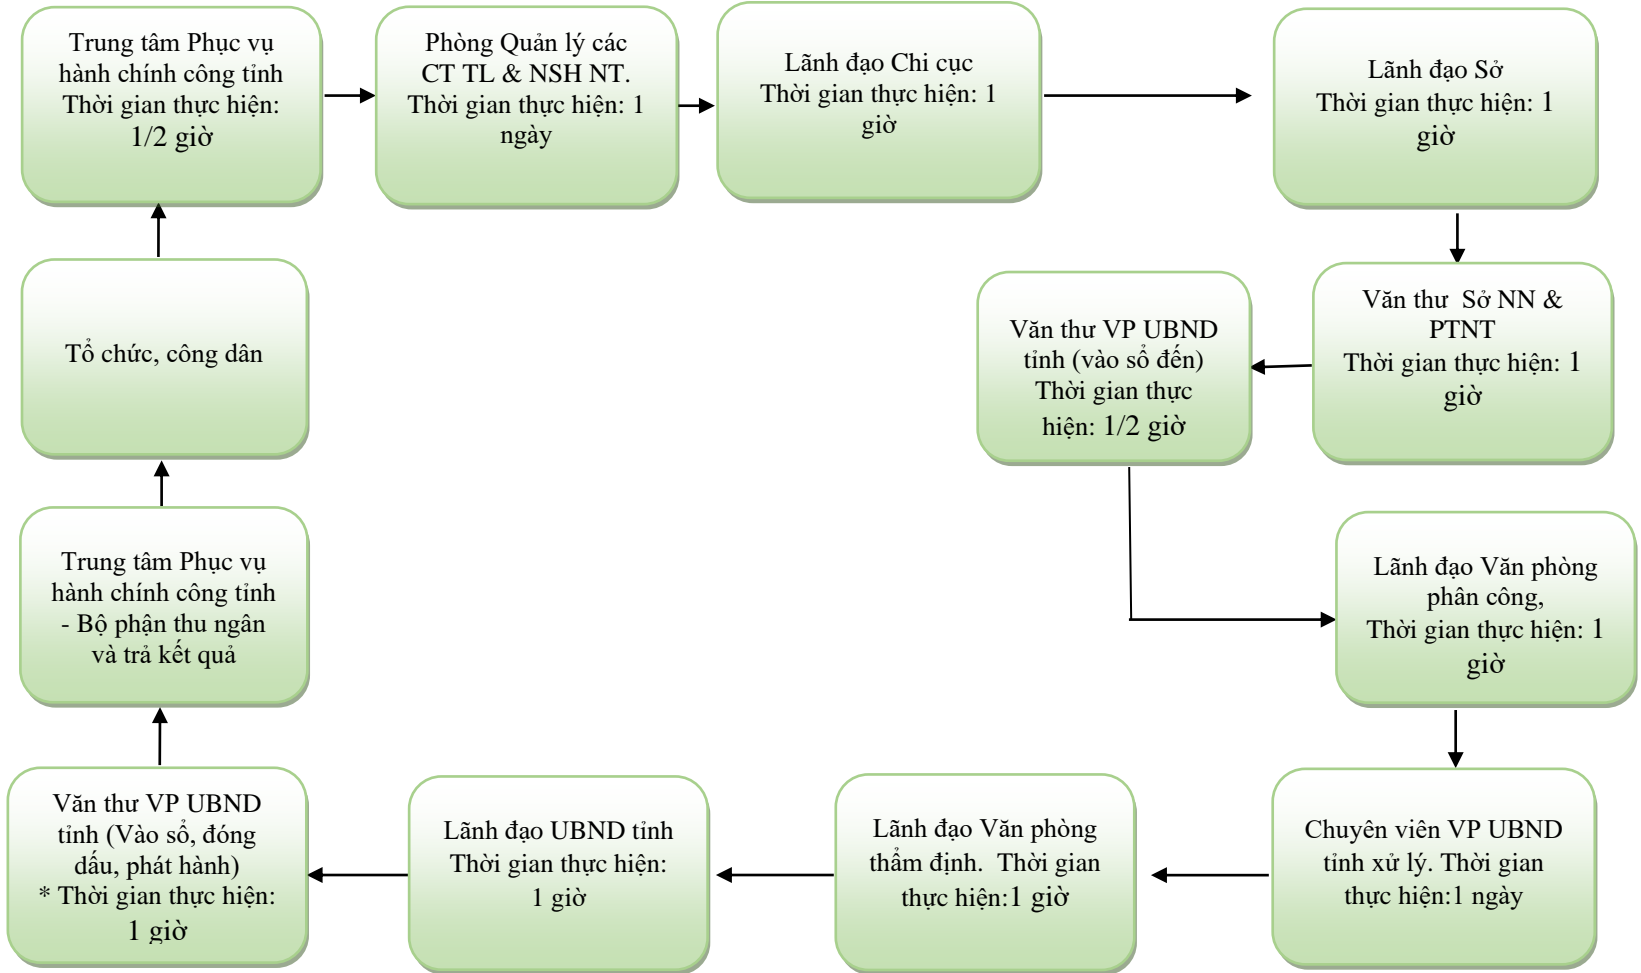 Trung tâm Phục vụ
hành chính công tỉnh
Thời gian thực hiện:
1/2 giờ
Phòng Quản lý các
CT TL & NSH NT.
Thời gian thực hiện: 1
ngày
Lãnh đạo Chi cục
Thời gian thực hiện: 1
giờ
Lãnh đạo Sở
Thời gian thực hiện: 1
giờ
Văn thư Sở NN &
PTNT
Thời gian thực hiện: 1
giờ
Văn thư VP UBND
tỉnh (vào sổ đến)
Thời gian thực
hiện: 1/2 giờ
Lãnh đạo Văn phòng
phân công,
Thời gian thực hiện: 1
giờ
Chuyên viên VP UBND
tỉnh xử lý. Thời gian
thực hiện:1 ngày
Lãnh đạo Văn phòng
thẩm định. Thời gian
thực hiện:1 giờ
Lãnh đạo UBND tỉnh
Thời gian thực hiện:
1 giờ
Văn thư VP UBND
tỉnh (Vào sổ, đóng
dấu, phát hành)
* Thời gian thực hiện:
1 giờ
Trung tâm Phục vụ
hành chính công tỉnh
- Bộ phận thu ngân
và trả kết quả
Tổ chức, công dân